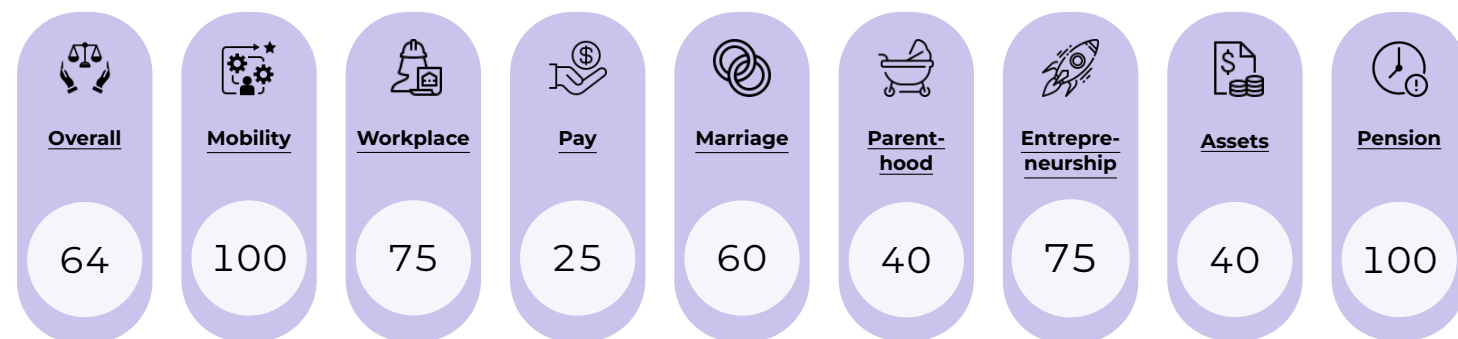 Overall
64
Mobility
100
Workplace
75
Pay
$
25
Marriage
60
Parent-
hood
40
Entrepre-
neurship
75
$
Assets
40
!
Pension
100